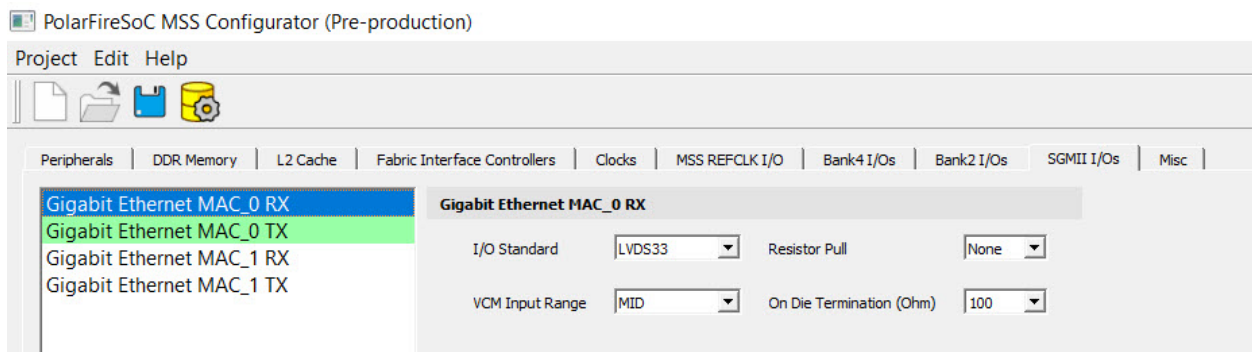 PolarFireSoC MSS Configurator (Pre-production)
Project Edit Help
Peripherals DDR Memory L2 Cache Fabric Interface Controllers Clocks MSS REFCLK I/O Bank4 I/Os Bank2 I/Os SGMII I/Os Misc
Gigabit Ethernet MAC_0 RX
Gigabit Ethernet MAC_0 TX
Gigabit Ethernet MAC_1 RX
Gigabit Ethernet MAC_1 TX
Gigabit Ethernet MAC_0 RX
I/O Standard LVDS33 Resistor Pull None
VCM Input Range MID On Die Termination (Ohm) 100